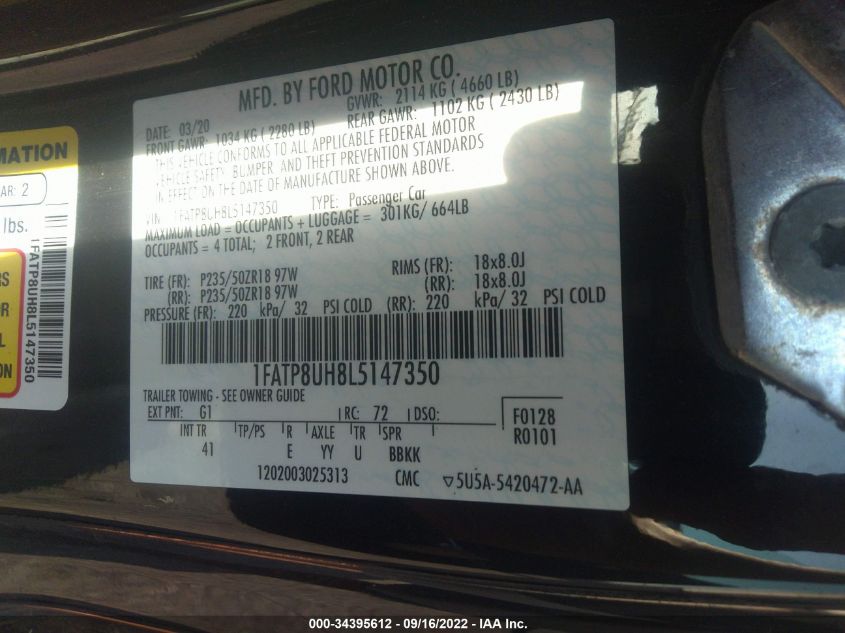 MFD. BY FORD MOTOR CO.
DATE: 03/20 GVWR: 2114 KG ( 4660 LB)
FRONT GAWR: 1034 KG ( 2280 LB) REAR GAWR: 1102 KG ( 2430 LB)
THIS VEHICLE CONFORMS TO ALL APPLICABLE FEDERAL MOTOR
VEHICLE SAFETY, BUMPER, AND THEFT PREVENTION STANDARDS
IN EFFECT ON THE DATE OF MANUFACTURE SHOWN ABOVE.
VIN: 1FATP8UH8L5147350 TYPE: Passenger Car
MAXIMUM LOAD = OCCUPANTS + LUGGAGE = 301KG/ 664LB
OCCUPANTS = 4 TOTAL; 2 FRONT, 2 REAR
TIRE (FR): P235/50ZR18 97W RIMS (FR): 18x8.0J
(RR): P235/50ZR18 97W (RR): 18x8.0J
PRESSURE (FR): 220 kPa/ 32 PSI COLD (RR): 220 kPa/ 32 PSI COLD
1FATP8UH8L5147350
TRAILER TOWING - SEE OWNER GUIDE
EXT PNT: G1 RC: 72 DSO: F0128
R0101
INT TR TP/PS R AXLE TR SPR
41 E YY U BBKK
1202003025313 CMC ▽5U5A-5420472-AA
MATION
AR: 2
lbs.
RS
OR
L
ION
1FATP8UH8L5147350
000-34395612 - 09/16/2022 - IAA Inc.